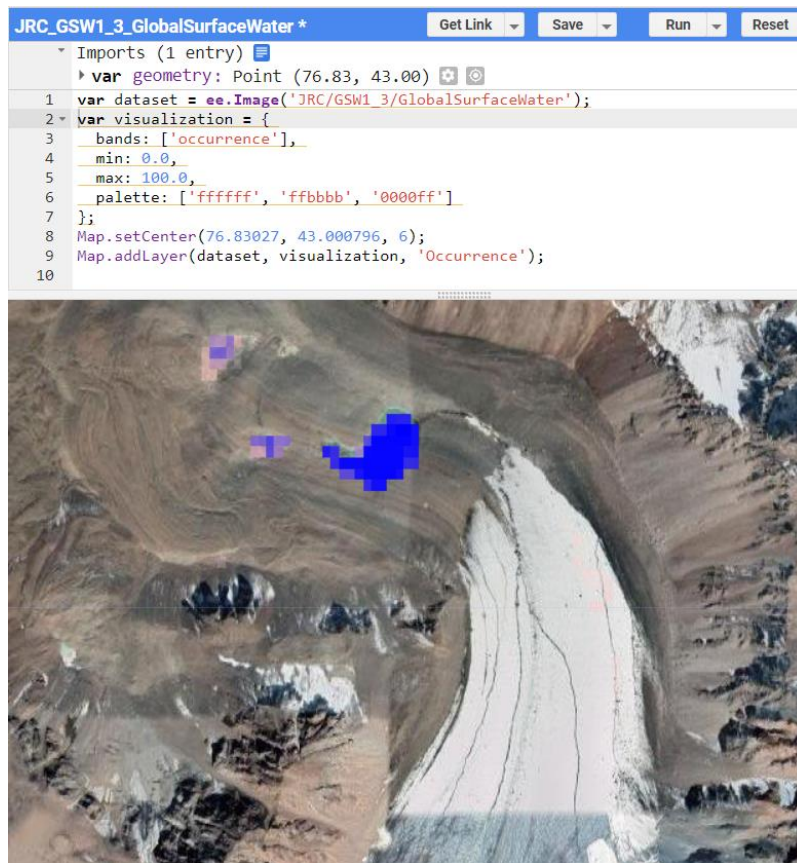 JRC_GSW1_3_GlobalSurfaceWater *
Get Link
Save
Run
Reset
Imports (1 entry)
var geometry: Point (76.83, 43.00)
1 var dataset = ee.Image('JRC/GSW1_3/GlobalSurfaceWater');
2 var visualization = {
3 bands: ['occurrence'],
4 min: 0.0,
5 max: 100.0,
6 palette: ['ffffff', 'ffbbbb', '0000ff']
7 };
8 Map.setCenter(76.83027, 43.000796, 6);
9 Map.addLayer(dataset, visualization, 'Occurrence');
10